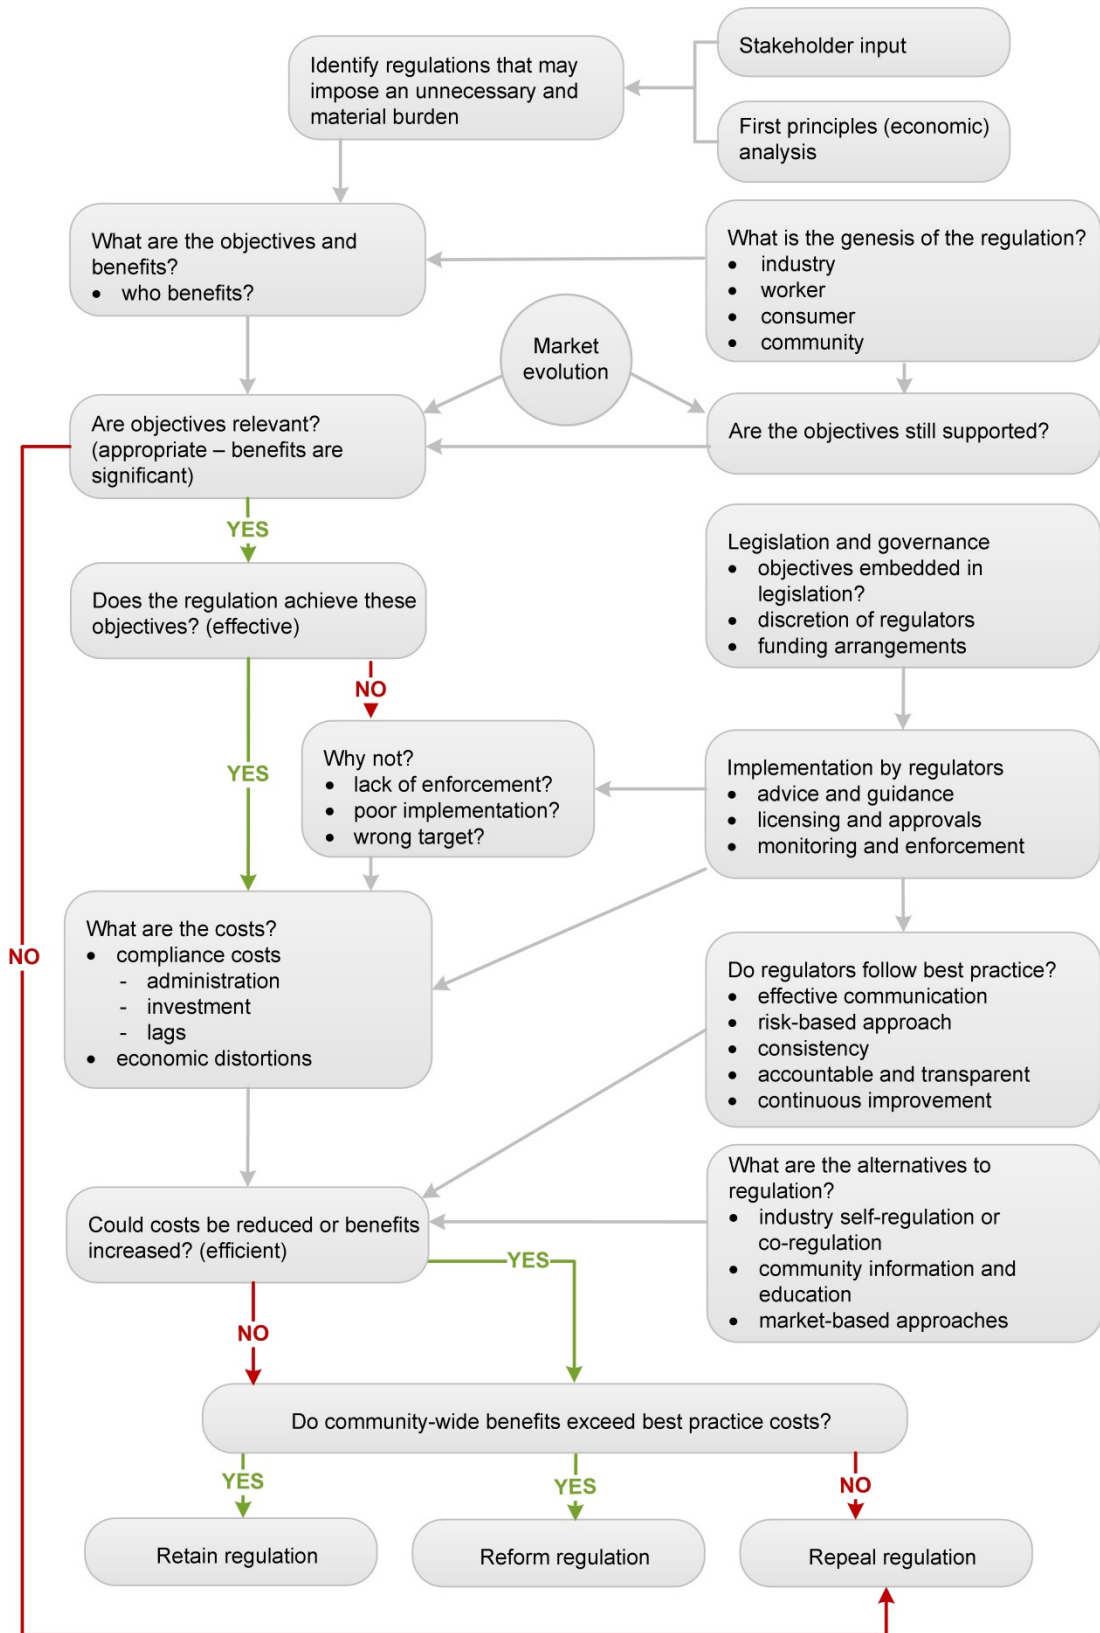 Stakeholder input
Identify regulations that may
impose an unnecessary and
material burden
First principles (economic)
analysis
What are the objectives and
benefits?
• who benefits?
What is the genesis of the regulation?
• industry
• worker
• consumer
• community
Market
evolution
Are objectives relevant?
(appropriate – benefits are
significant)
Are the objectives still supported?
YES
Legislation and governance
• objectives embedded in
legislation?
• discretion of regulators
• funding arrangements
Does the regulation achieve these
objectives? (effective)
NO
YES
Why not?
• lack of enforcement?
• poor implementation?
• wrong target?
Implementation by regulators
• advice and guidance
• licensing and approvals
• monitoring and enforcement
What are the costs?
• compliance costs
- administration
- investment
- lags
• economic distortions
NO
Do regulators follow best practice?
• effective communication
• risk-based approach
• consistency
• accountable and transparent
• continuous improvement
What are the alternatives to
regulation?
• industry self-regulation or
co-regulation
• community information and
education
• market-based approaches
Could costs be reduced or benefits
increased? (efficient)
YES
NO
Do community-wide benefits exceed best practice costs?
YES
YES
NO
Retain regulation
Reform regulation
Repeal regulation